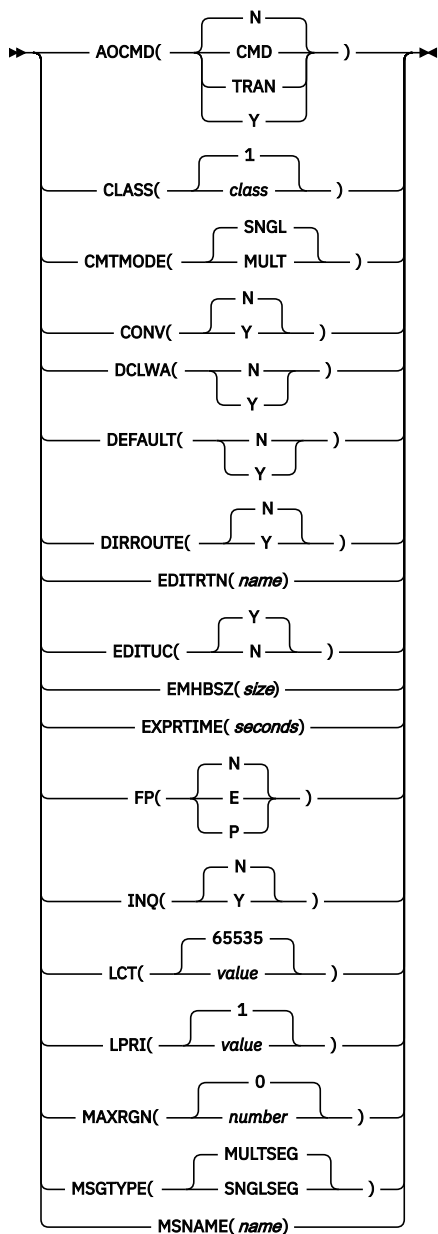 N
AOCMD( CMD )
TRAN
Y
1
CLASS( class )
SNGL
CMTMODE( MULT )
N
CONV( Y )
DCLWA( N )
Y
DEFAULT( N )
Y
N
DIRROUTE( Y )
EDITRTN( name)
Y
EDITUC( N )
EMHBSZ( size)
EXPRTIME( seconds)
N
FP( E )
P
N
INQ( Y )
65535
LCT( value )
1
LPRI( value )
0
MAXRGN( number )
MULTSEG
MSGTYPE( SNGLSEG )
MSNAME( name)